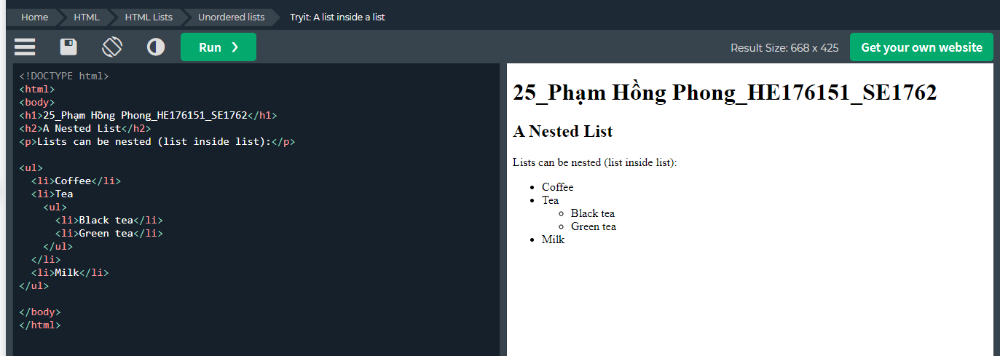 Home HTML HTML Lists Unordered lists Tryit: A list inside a list
Run ❯ Result Size: 668 x 425 Get your own website
<!DOCTYPE html>
<html>
<body>
<h1>25_Phạm Hồng Phong_HE176151_SE1762</h1>
<h2>A Nested List</h2>
<p>Lists can be nested (list inside list):</p>

<ul>
  <li>Coffee</li>
  <li>Tea
    <ul>
      <li>Black tea</li>
      <li>Green tea</li>
    </ul>
  </li>
  <li>Milk</li>
</ul>

</body>
</html>
25_Phạm Hồng Phong_HE176151_SE1762
A Nested List
Lists can be nested (list inside list):
Coffee
Tea
Black tea
Green tea
Milk